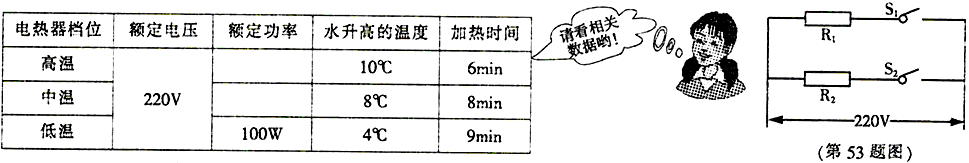 电热器档位 额定电压 额定功率 水升高的温度 加热时间
高温 10℃ 6min
中温 220V 8℃ 8min
低温 100W 4℃ 9min
请看相关
数据哟!
S₁
R₁
S₂
R₂
220V
(第 53 题图)